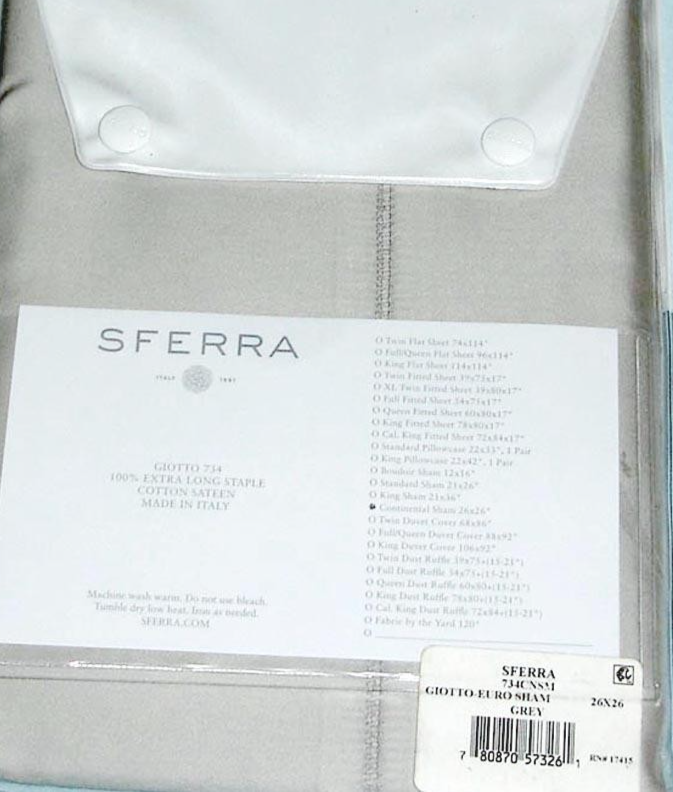 SFERRA
ITALY 1891
GIOTTO 734
100% EXTRA LONG STAPLE
COTTON SATEEN
MADE IN ITALY
Machine wash warm. Do not use bleach.
Tumble dry low heat. Iron as needed.
SFERRA.COM
O Twin Flat Sheet 74x114"
O Full/Queen Flat Sheet 96x114"
O King Flat Sheet 114x114"
O Twin Fitted Sheet 39x75x17"
O XL Twin Fitted Sheet 39x80x17"
O Full Fitted Sheet 54x75x17"
O Queen Fitted Sheet 60x80x17"
O King Fitted Sheet 78x80x17"
O Cal. King Fitted Sheet 72x84x17"
O Standard Pillowcase 22x33", 1 Pair
O King Pillowcase 22x42", 1 Pair
O Boudoir Sham 12x16"
O Standard Sham 21x26"
O King Sham 21x36"
Continental Sham 26x26"
O Twin Duvet Cover 68x86"
O Full/Queen Duvet Cover 88x92"
O King Duvet Cover 106x92"
O Twin Dust Ruffle 39x75+(15-21")
O Full Dust Ruffle 54x75+(15-21")
O Queen Dust Ruffle 60x80+(15-21")
O King Dust Ruffle 78x80+(15-21")
O Cal. King Dust Ruffle 72x84+(15-21")
O Fabric by the Yard 120"
O
SFERRA
734CNSM
GIOTTO-EURO SHAM 26X26
GREY
7 80870 57326 1
RN# 17415